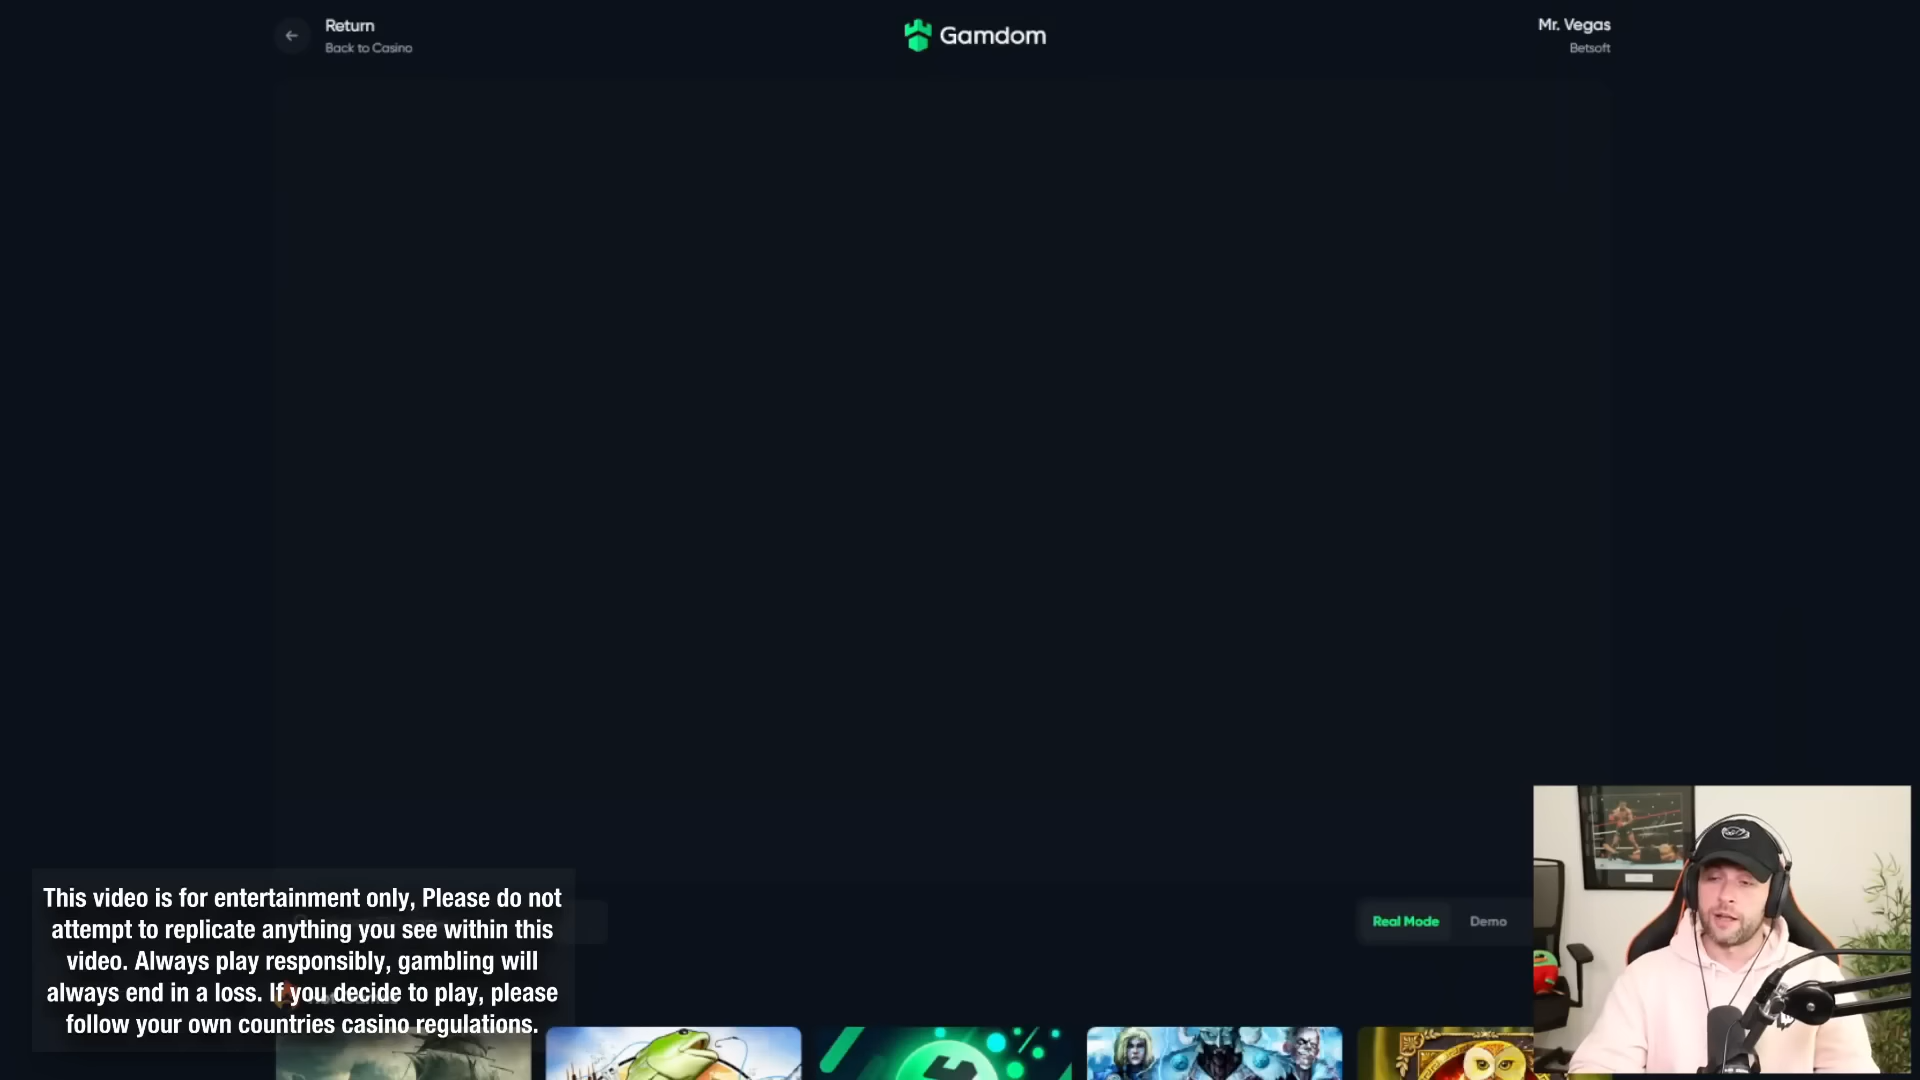 Return
Back to Casino
Gamdom
Mr. Vegas
Betsoft
Real Mode
Demo
This video is for entertainment only, Please do not
attempt to replicate anything you see within this
video. Always play responsibly, gambling will
always end in a loss. If you decide to play, please
follow your own countries casino regulations.